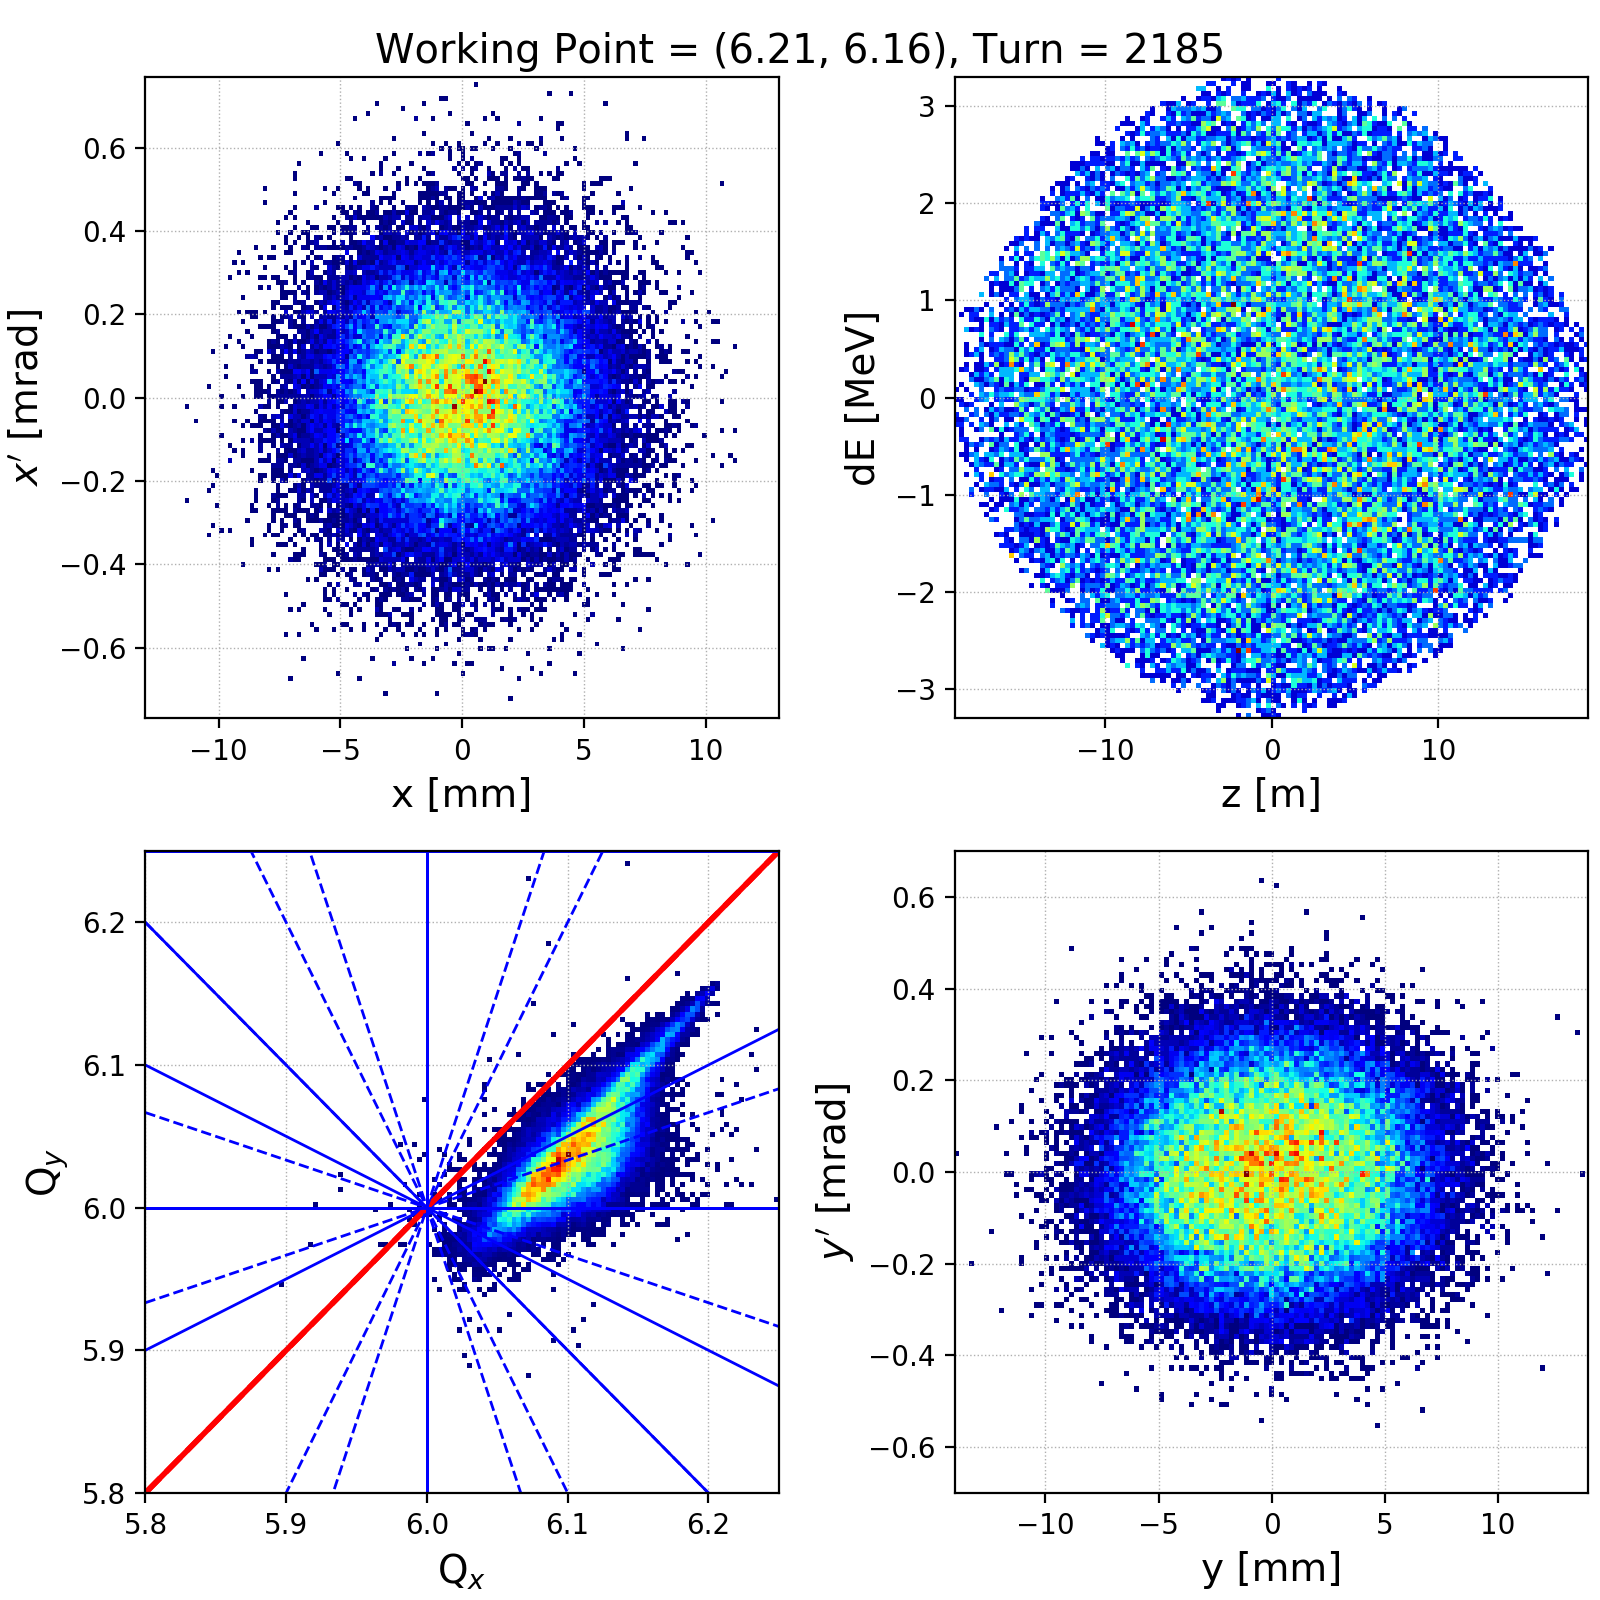 Working Point = (6.21, 6.16), Turn = 2185
0.6
0.4
0.2
0.0
−0.2
−0.4
−0.6
x′ [mrad]
−10 −5 0 5 10
x [mm]
3
2
1
0
−1
−2
−3
dE [MeV]
−10 0 10
z [m]
6.2
6.1
6.0
5.9
5.8
Qy
5.8 5.9 6.0 6.1 6.2
Qx
0.6
0.4
0.2
0.0
−0.2
−0.4
−0.6
y′ [mrad]
−10 −5 0 5 10
y [mm]